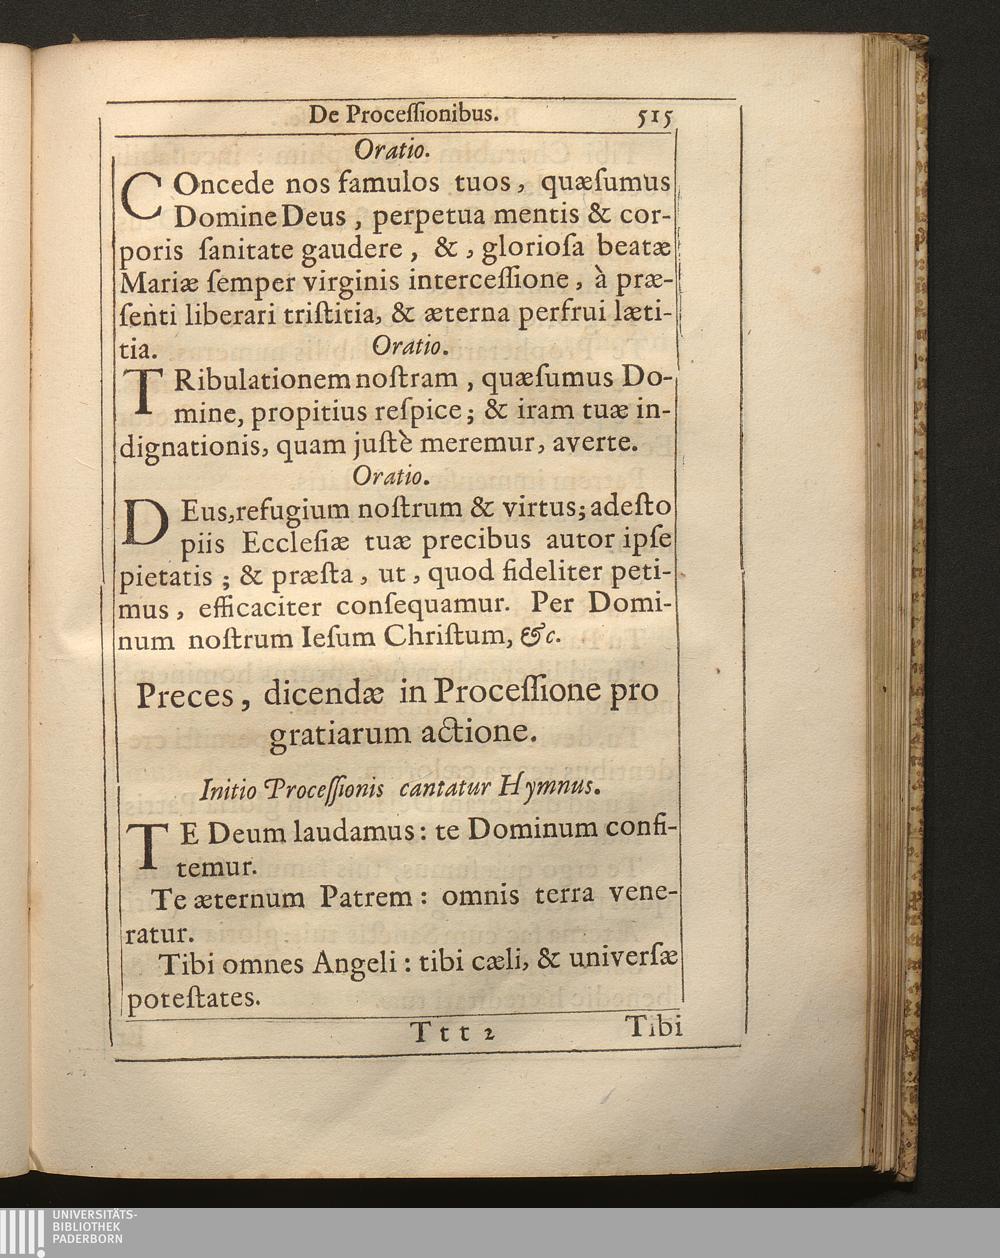 De Proceſſionibus. 515
Oratio.
COncede nos famulos tuos, quæſumus
Domine Deus, perpetua mentis & cor-
poris ſanitate gaudere, &, glorioſa beatæ
Mariæ ſemper virginis interceſſione, à præ-
ſenti liberari triſtitia, & æterna perfrui læti-
tia. Oratio.
TRibulationem noſtram, quæſumus Do-
mine, propitius reſpice; & iram tuæ in-
dignationis, quam juſtè meremur, averte.
Oratio.
DEus, refugium noſtrum & virtus; adeſto
piis Eccleſiæ tuæ precibus autor ipſe
pietatis; & præſta, ut, quod fideliter peti-
mus, efficaciter conſequamur. Per Domi-
num noſtrum Ieſum Chriſtum, &c.
Preces, dicendæ in Proceſſione pro
gratiarum actione.
Initio Proceſſionis cantatur Hymnus.
TE Deum laudamus: te Dominum confi-
temur.
Te æternum Patrem: omnis terra vene-
ratur.
Tibi omnes Angeli: tibi cæli, & univerſæ
poteſtates.
Ttt 2 Tibi
UNIVERSITÄTS-
BIBLIOTHEK
PADERBORN